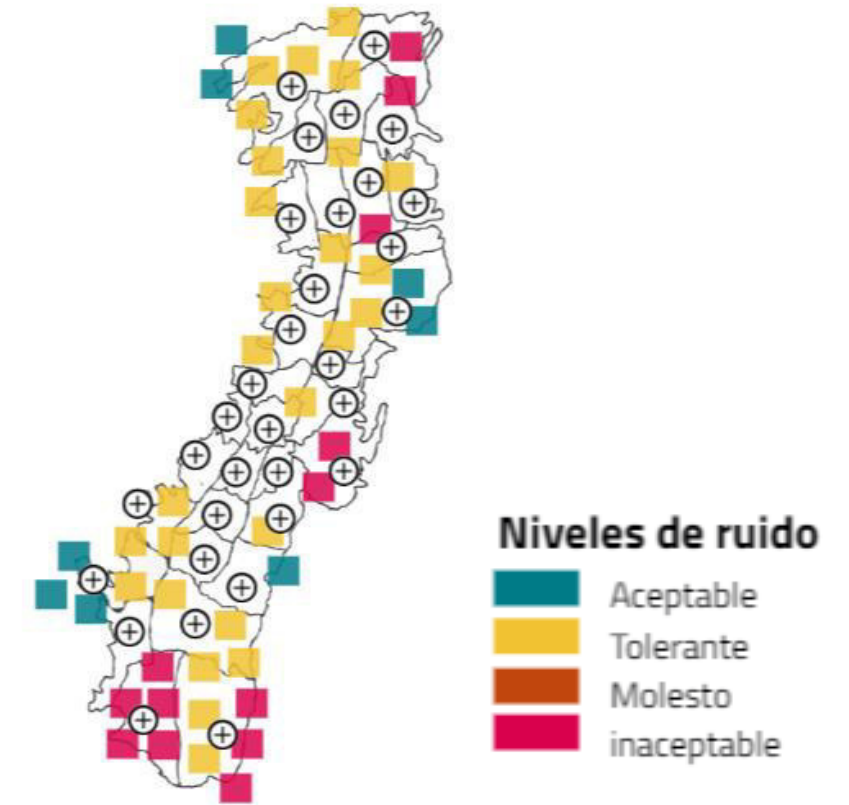 Niveles de ruido
Aceptable
Tolerante
Molesto
inaceptable